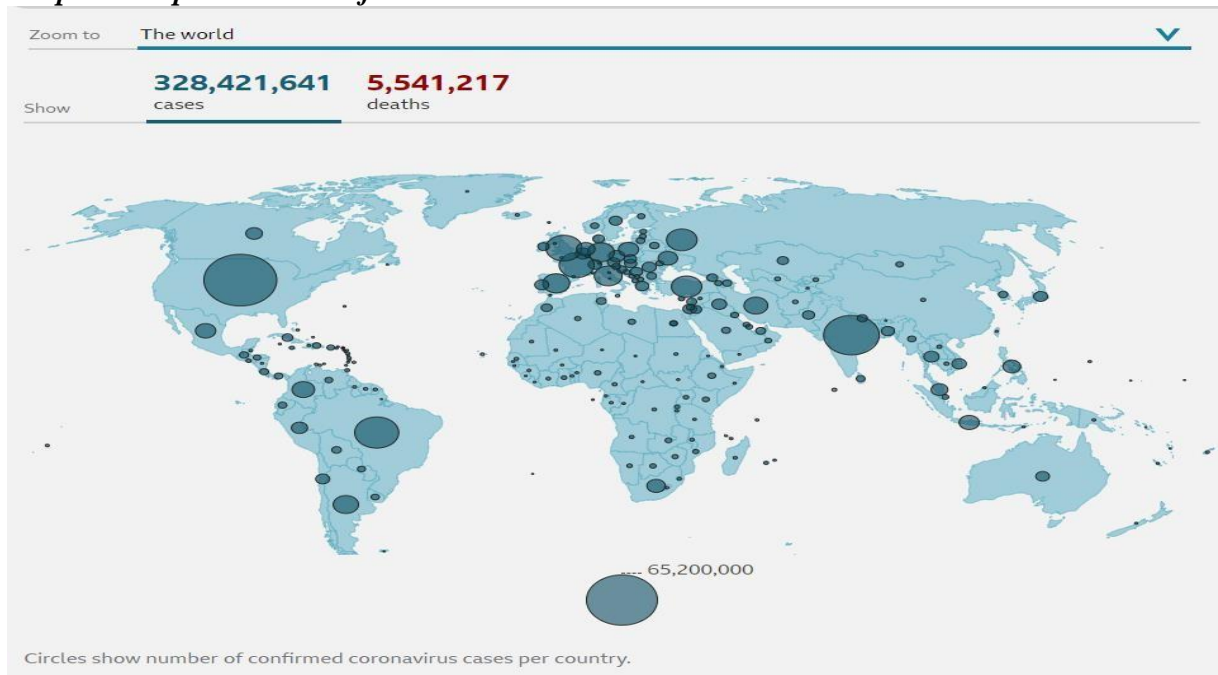 Zoom to The world
328,421,641 5,541,217
Show cases deaths
---- 65,200,000
Circles show number of confirmed coronavirus cases per country.